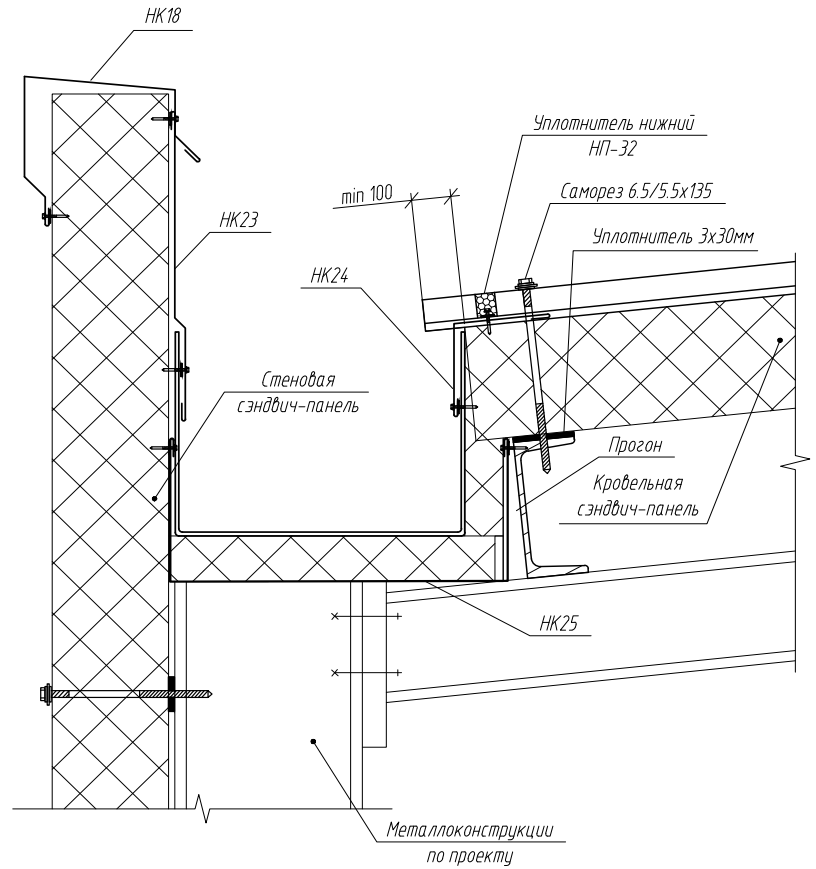 НК18
Уплотнитель нижний
НП-32
min 100
Саморез 6.5/5.5х135
НК23
Уплотнитель 3х30мм
НК24
Стеновая
сэндвич-панель
Прогон
Кровельная
сэндвич-панель
НК25
Металлоконструкции
по проекту